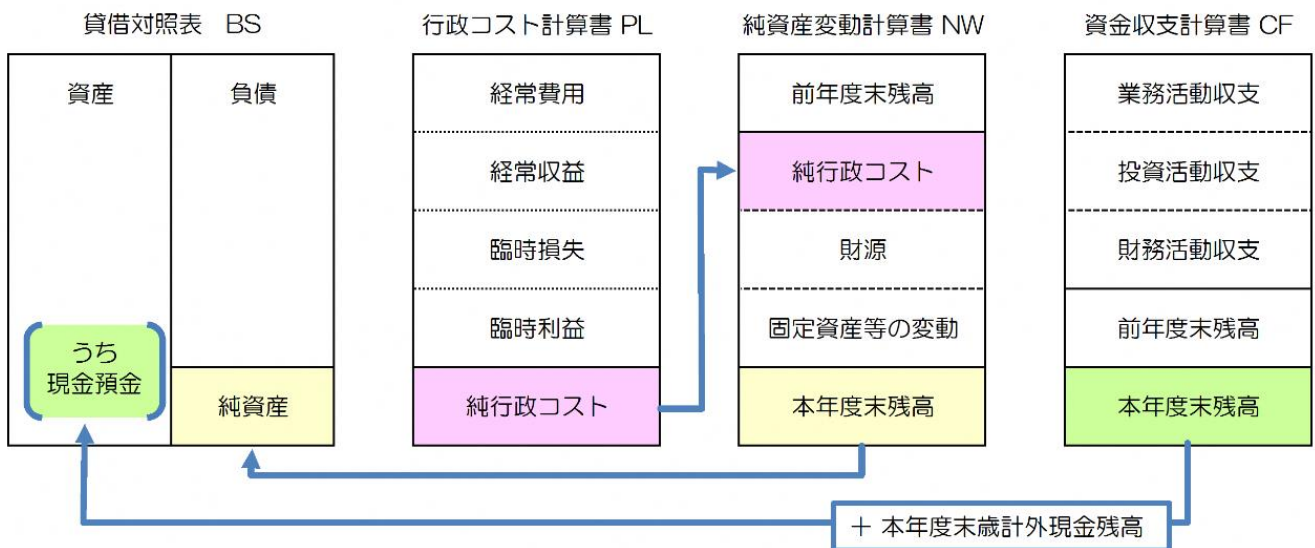 貸借対照表　BS
資産
負債
うち
現金預金
純資産
行政コスト計算書 PL
経常費用
経常収益
臨時損失
臨時利益
純行政コスト
純資産変動計算書 NW
前年度末残高
純行政コスト
財源
固定資産等の変動
本年度末残高
資金収支計算書 CF
業務活動収支
投資活動収支
財務活動収支
前年度末残高
本年度末残高
＋ 本年度末歳計外現金残高